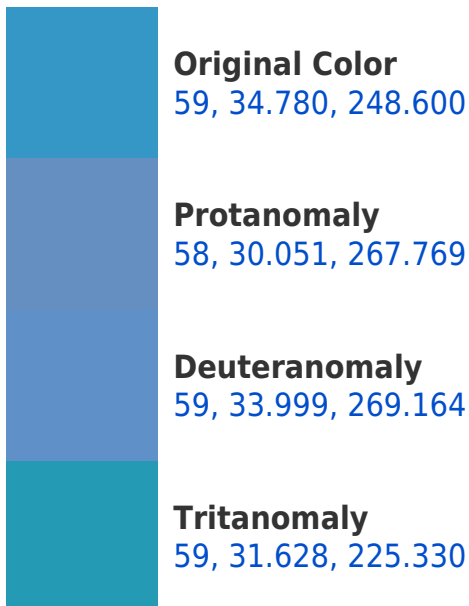 Original Color
59, 34.780, 248.600
Protanomaly
58, 30.051, 267.769
Deuteranomaly
59, 33.999, 269.164
Tritanomaly
59, 31.628, 225.330